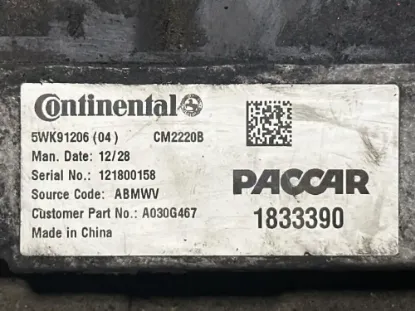 Continental
5WK91206 (04) CM2220B
Man. Date: 12/28
Serial No.: 121800158
Source Code: ABMWV
PACCAR
Customer Part No.: A030G467
1833390
Made in China